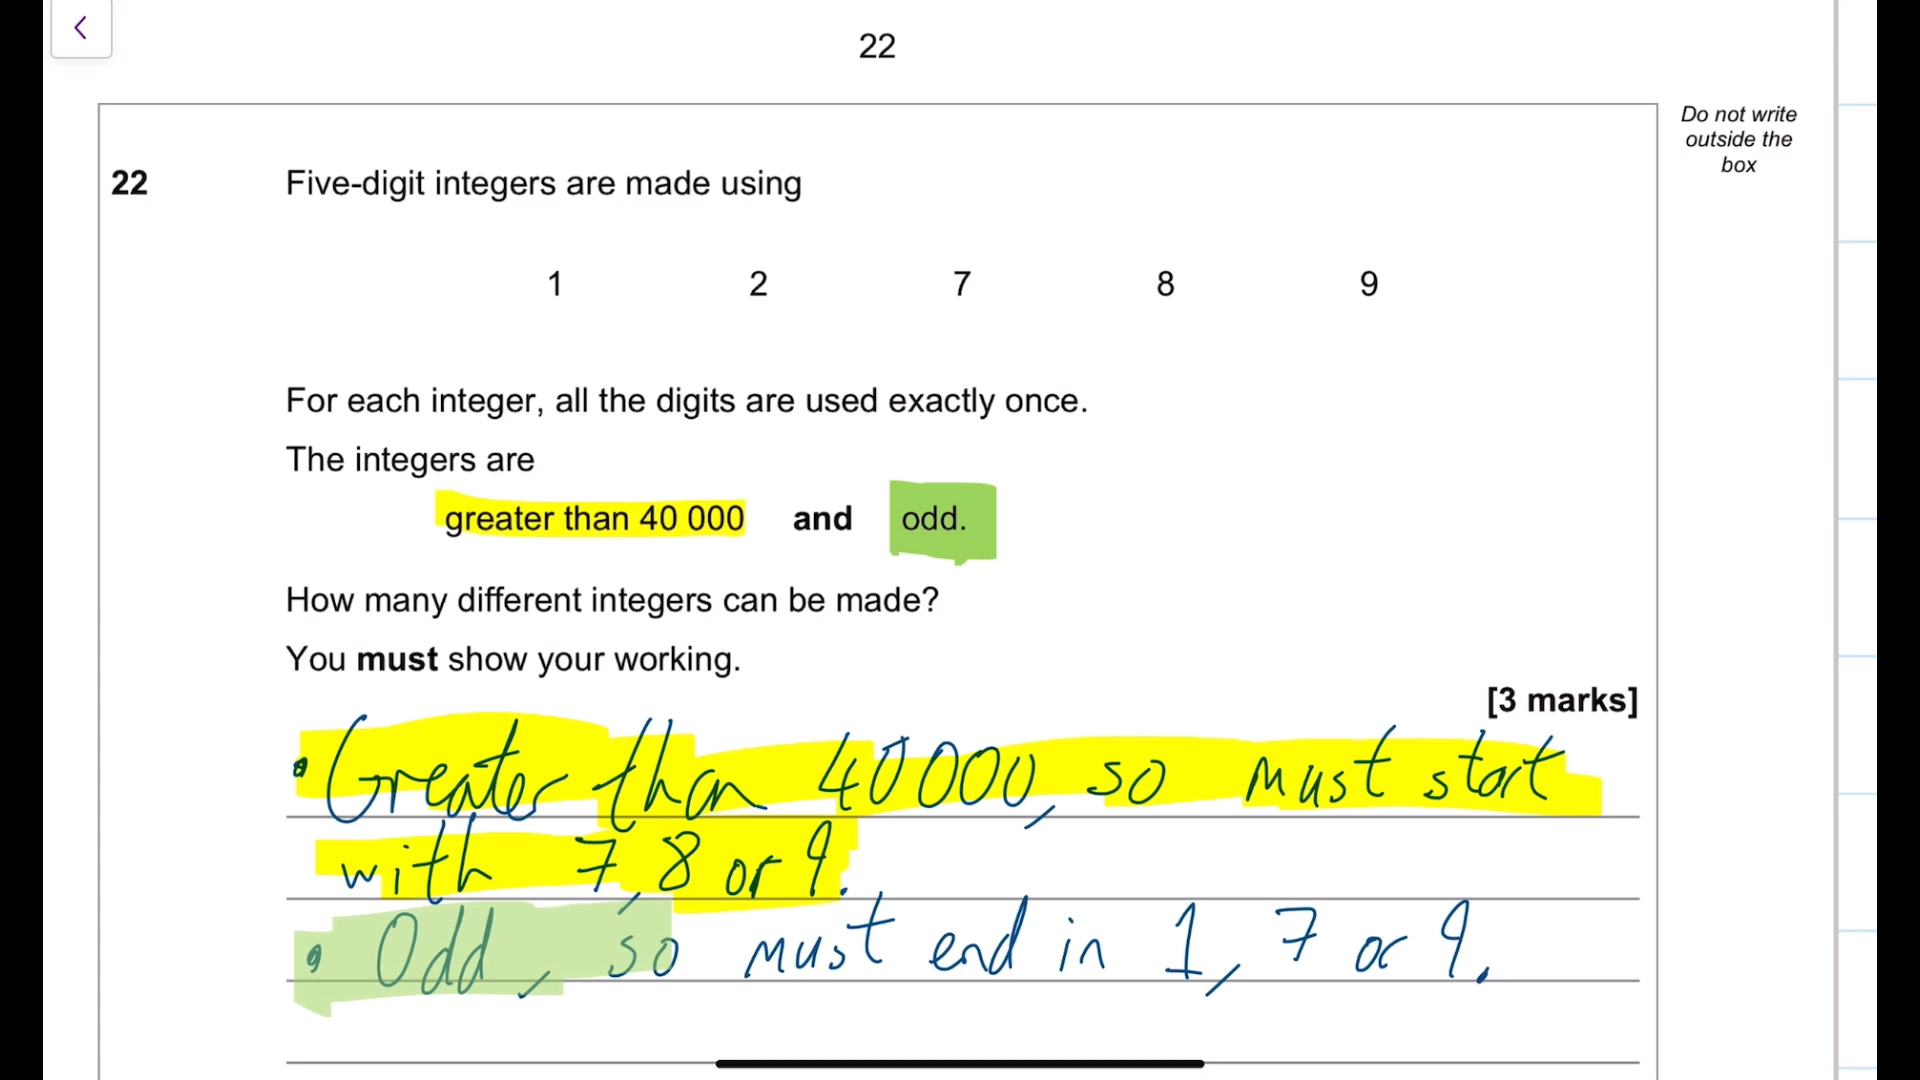 22
Do not write
outside the
box
22 Five-digit integers are made using
1 2 7 8 9
For each integer, all the digits are used exactly once.
The integers are
greater than 40 000 and odd.
How many different integers can be made?
You must show your working.
[3 marks]
• Greater than 40000, so must start
with 7, 8 or 9.
• Odd, so must end in 1, 7 or 9.